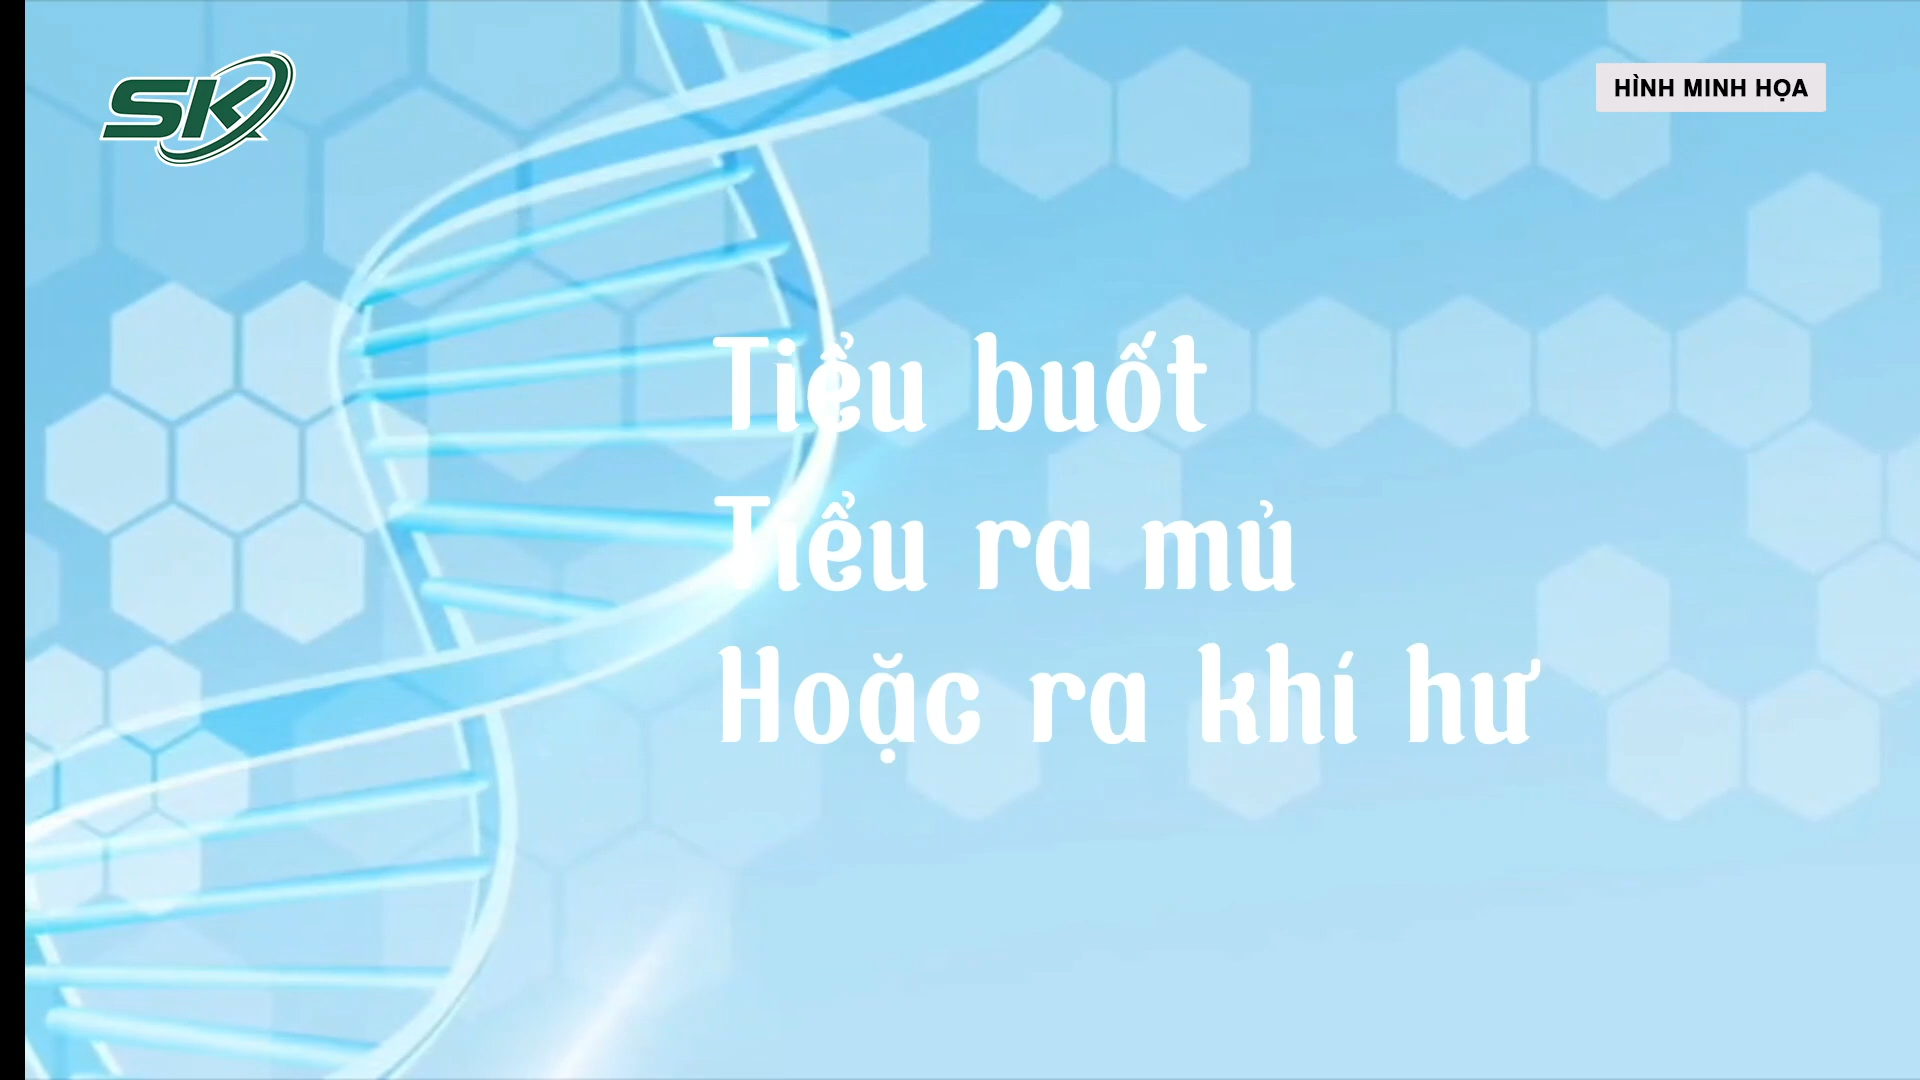 SK
HÌNH MINH HỌA
Tiểu buốt
Tiểu ra mủ
Hoặc ra khí hư